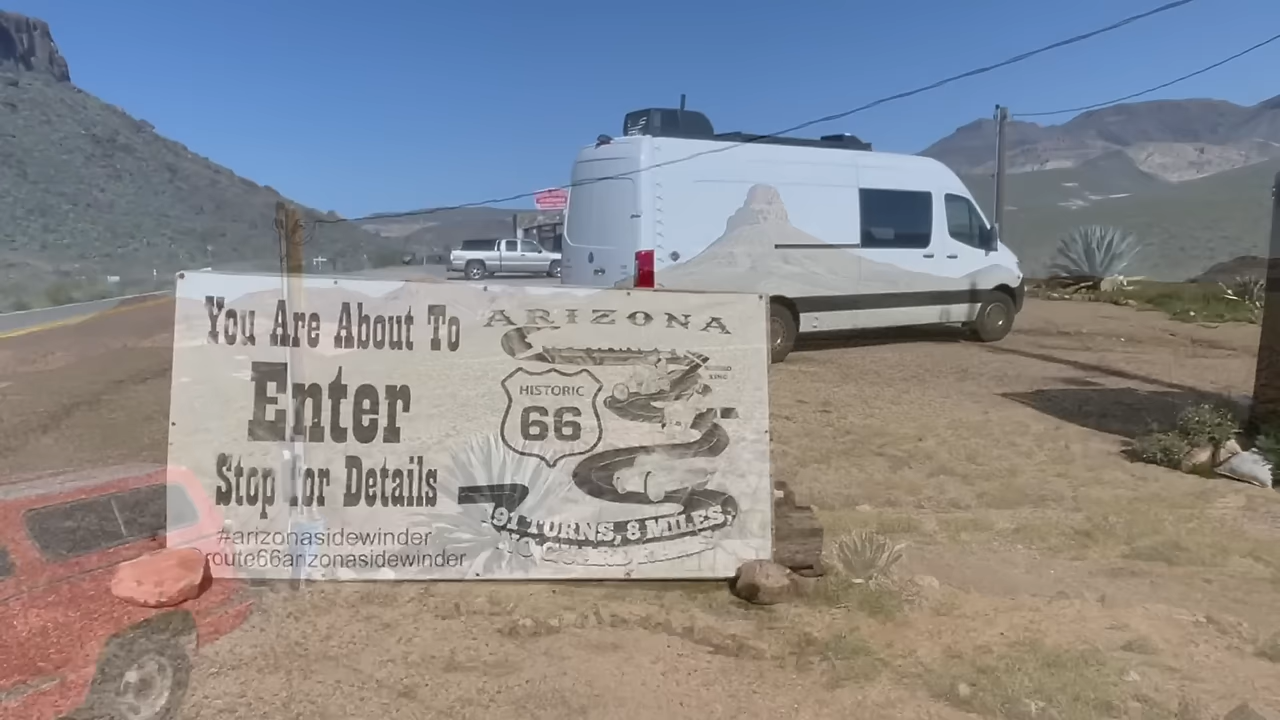 You Are About To
Enter
Stop for Details
#arizonasidewinder
route66arizonasidewinder
ARIZONA
HISTORIC
66
191 TURNS, 8 MILES,